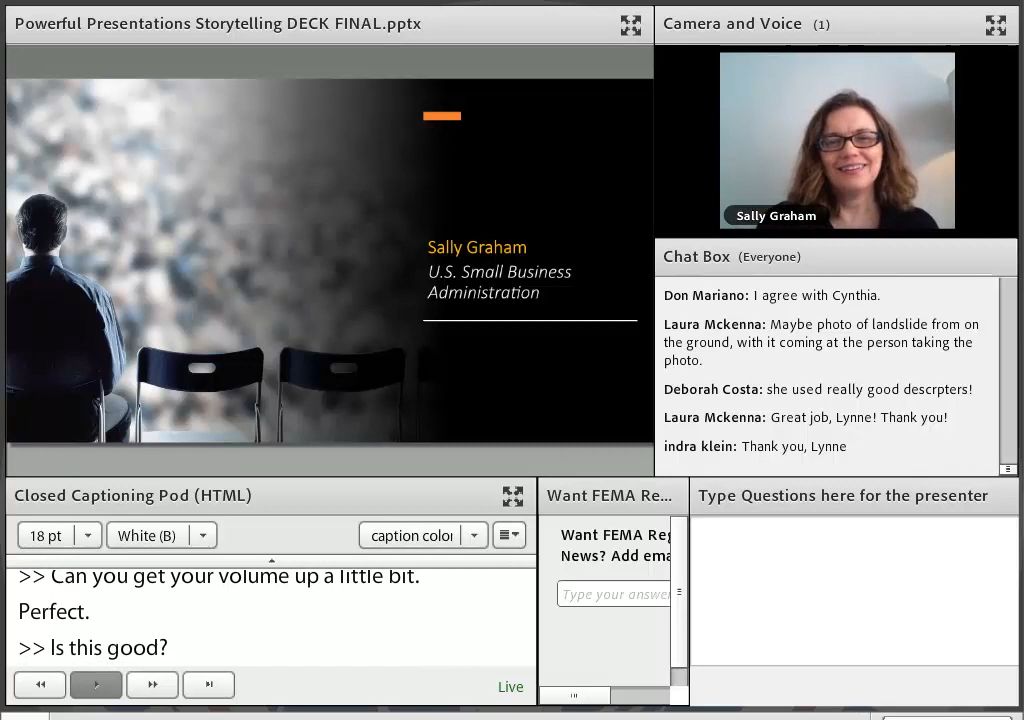 Powerful Presentations Storytelling DECK FINAL.pptx
Camera and Voice (1)
Sally Graham
U.S. Small Business
Administration
Sally Graham
Chat Box (Everyone)
Don Mariano: I agree with Cynthia.
Laura Mckenna: Maybe photo of landslide from on
the ground, with it coming at the person taking the
photo.
Deborah Costa: she used really good descrpters!
Laura Mckenna: Great job, Lynne! Thank you!
indra klein: Thank you, Lynne
Closed Captioning Pod (HTML)
18 pt
White (B)
caption color
>> Can you get your volume up a little bit.
Perfect.
>> Is this good?
Live
Want FEMA Re...
Want FEMA Reg
News? Add ema
Type your answer
Type Questions here for the presenter